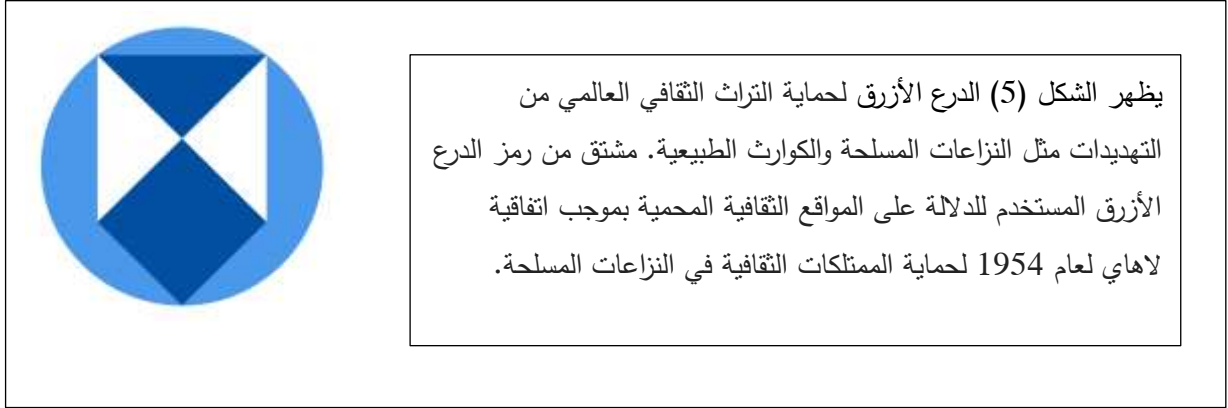 يظهر الشكل (5) الدرع الأزرق لحماية التراث الثقافي العالمي من
التهديدات مثل النزاعات المسلحة والكوارث الطبيعية. مشتق من رمز الدرع
الأزرق المستخدم للدلالة على المواقع الثقافية المحمية بموجب اتفاقية
لاهاي لعام 1954 لحماية الممتلكات الثقافية في النزاعات المسلحة.